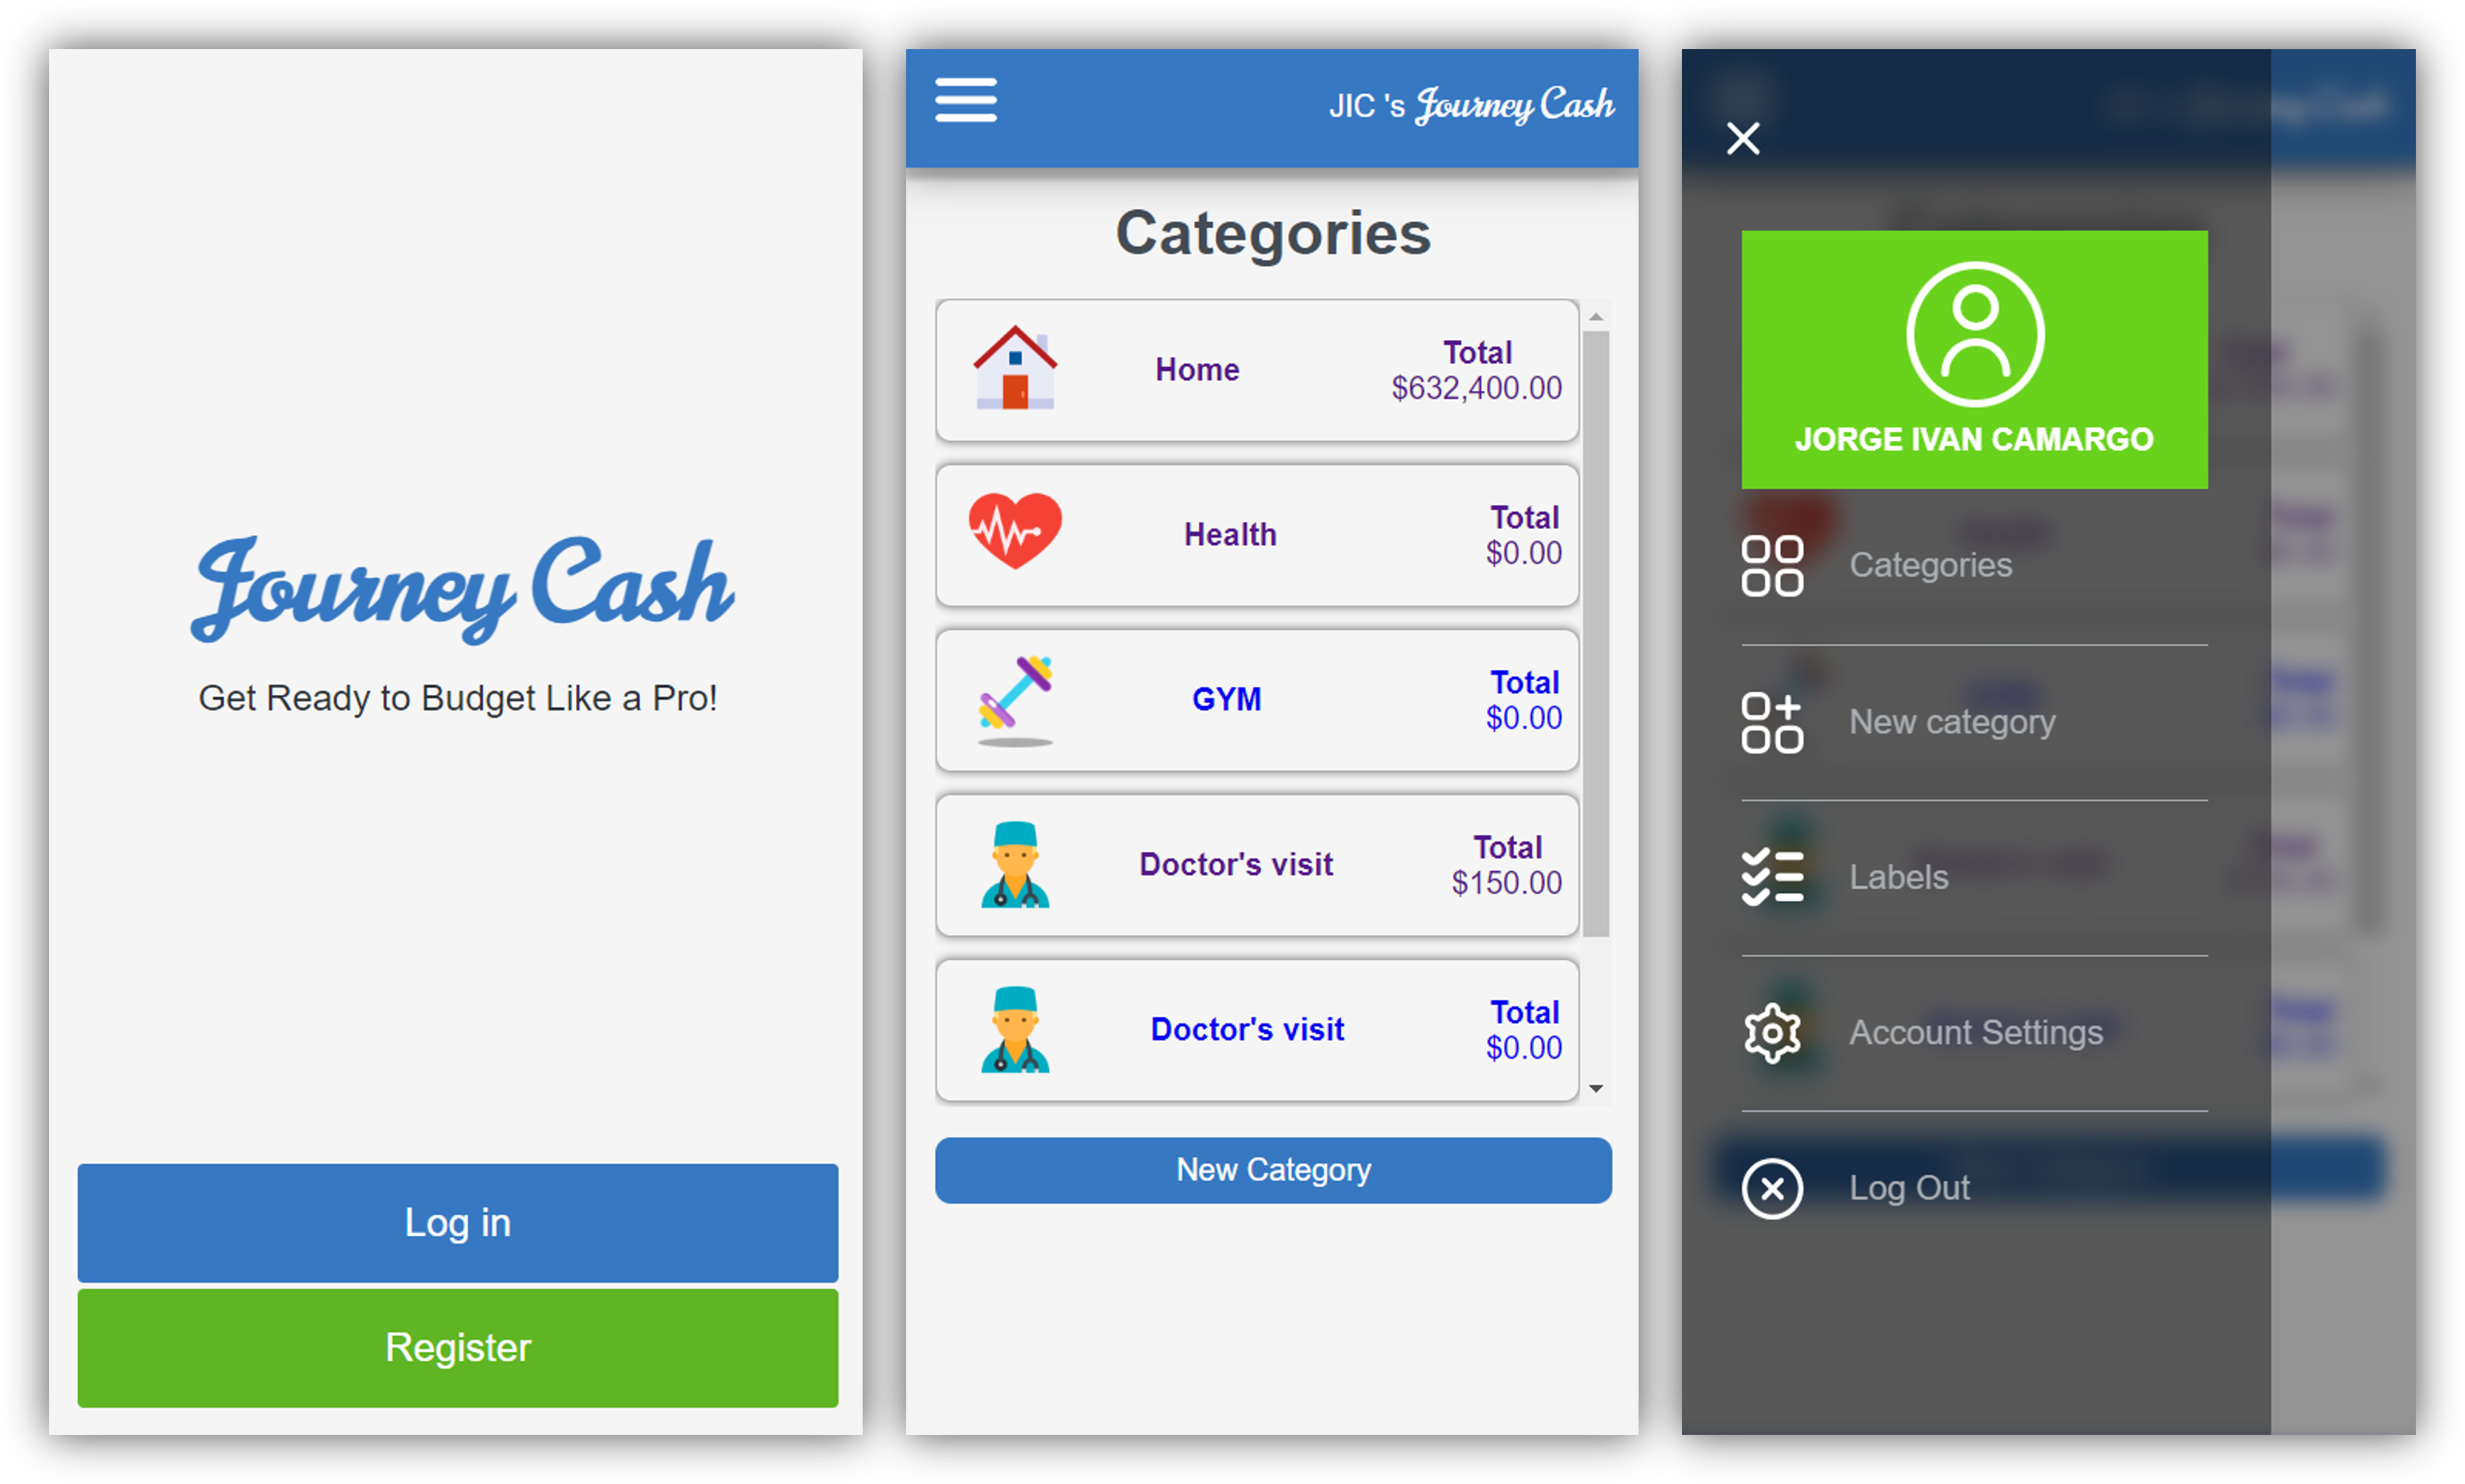 Journey Cash
Get Ready to Budget Like a Pro!
Log in
Register
JIC 's Journey Cash
Categories
Home
Total
$632,400.00
Health
Total
$0.00
GYM
Total
$0.00
Doctor's visit
Total
$150.00
Doctor's visit
Total
$0.00
New Category
JORGE IVAN CAMARGO
Categories
New category
Labels
Account Settings
Log Out